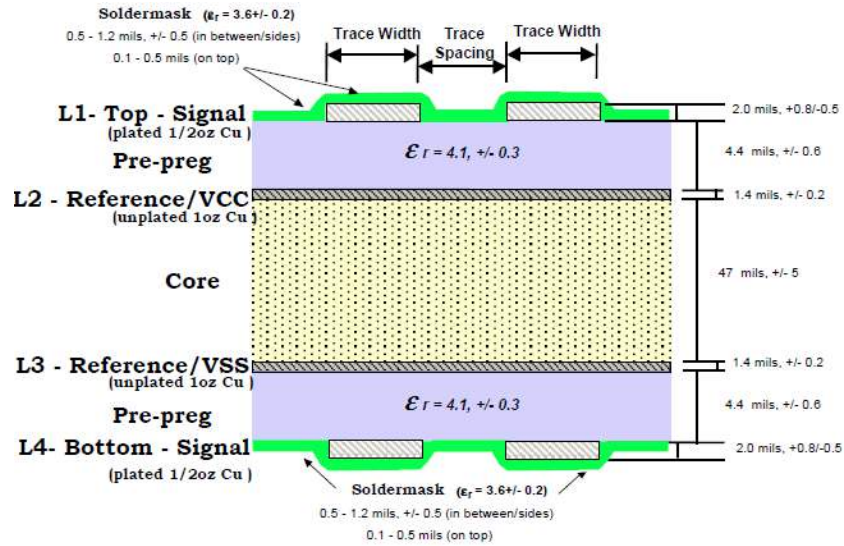 Soldermask (εr = 3.6+/- 0.2)
0.5 - 1.2 mils, +/- 0.5 (in between/sides)
0.1 - 0.5 mils (on top)
Trace Width
Trace Spacing
Trace Width
L1- Top - Signal
(plated 1/2oz Cu )
2.0 mils, +0.8/-0.5
Pre-preg
ε r = 4.1, +/- 0.3
4.4 mils, +/- 0.6
L2 - Reference/VCC
(unplated 1oz Cu )
1.4 mils, +/- 0.2
Core
47 mils, +/- 5
L3 - Reference/VSS
(unplated 1oz Cu )
1.4 mils, +/- 0.2
Pre-preg
ε r = 4.1, +/- 0.3
4.4 mils, +/- 0.6
L4- Bottom - Signal
(plated 1/2oz Cu )
2.0 mils, +0.8/-0.5
Soldermask (εr = 3.6+/- 0.2)
0.5 - 1.2 mils, +/- 0.5 (in between/sides)
0.1 - 0.5 mils (on top)